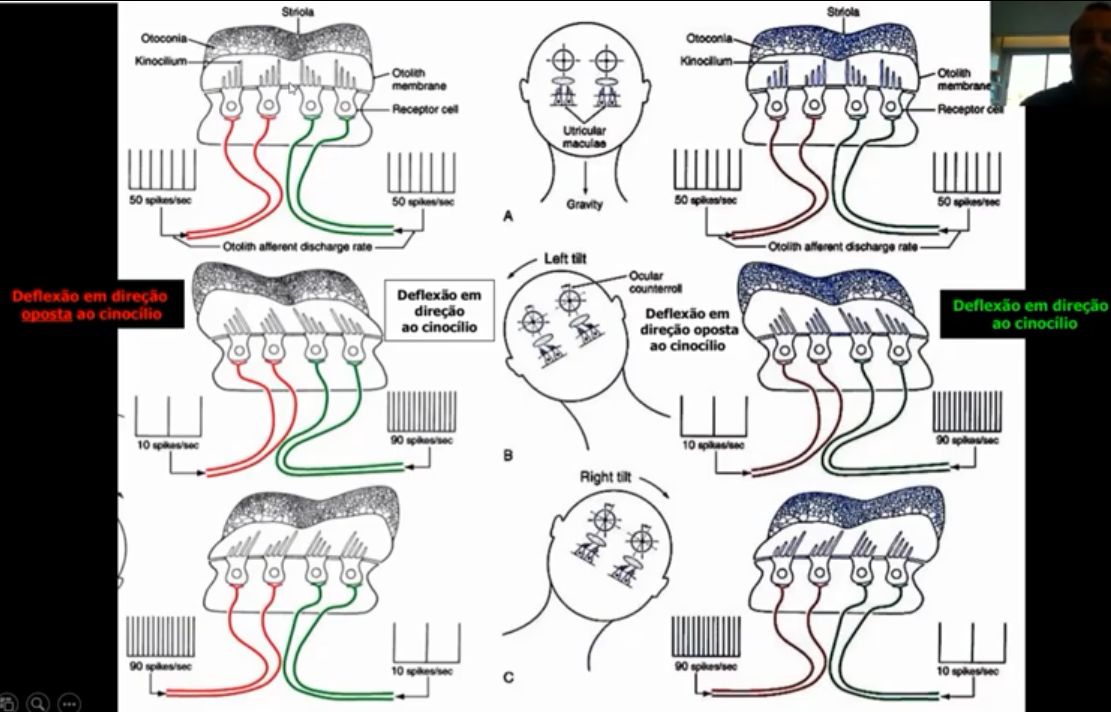 Striola
Otoconia
Kinocilium
Otolith
membrane
Receptor cell
50 spikes/sec
50 spikes/sec
Otolith afferent discharge rate
Utricular
maculae
Gravity
A
Striola
Otoconia
Kinocilium
Otolith
membrane
Receptor cell
50 spikes/sec
50 spikes/sec
Otolith afferent discharge rate
Deflexão em direção
oposta ao cinocílio
Deflexão em
direção
ao cinocílio
10 spikes/sec
90 spikes/sec
Left tilt
Ocular
counterroll
B
Deflexão em
direção oposta
ao cinocílio
Deflexão em direção
ao cinocílio
10 spikes/sec
90 spikes/sec
90 spikes/sec
10 spikes/sec
Right tilt
C
90 spikes/sec
10 spikes/sec